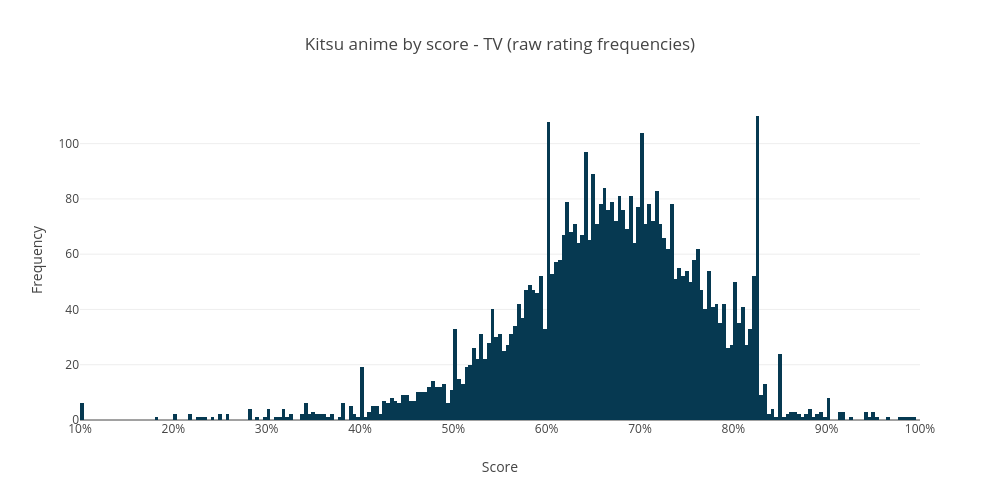 Kitsu anime by score - TV (raw rating frequencies)
100
80
60
40
20
0
Frequency
10% 20% 30% 40% 50% 60% 70% 80% 90% 100%
Score